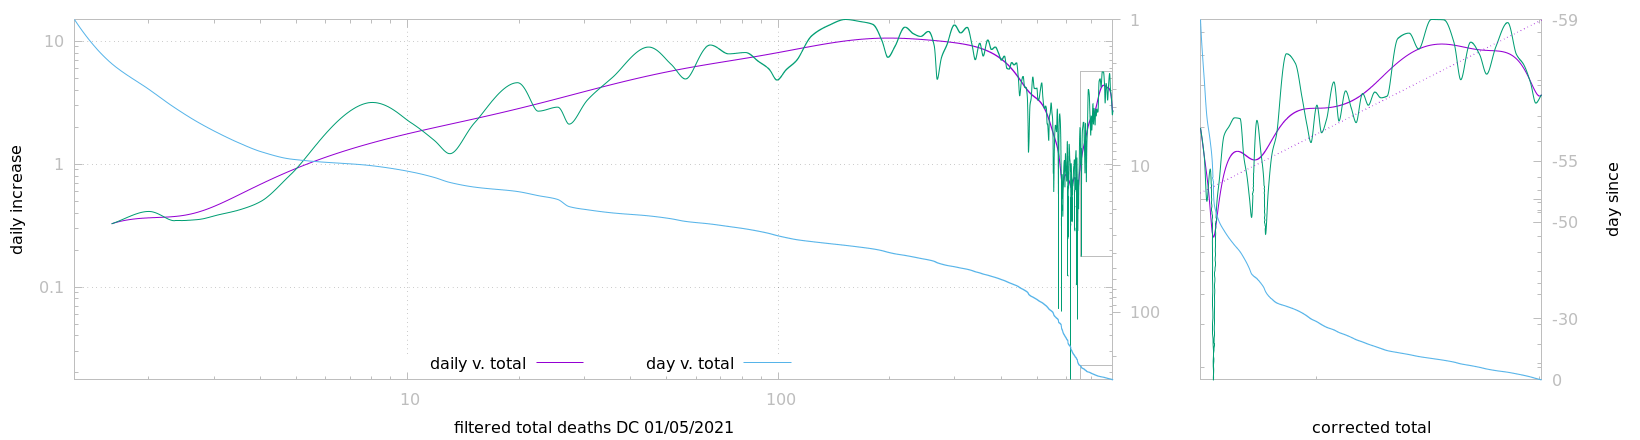 10
1
0.1
daily increase
10
100
filtered total deaths DC 01/05/2021
daily v. total
day v. total
1
10
100
-59
-55
-50
-30
0
day since
corrected total